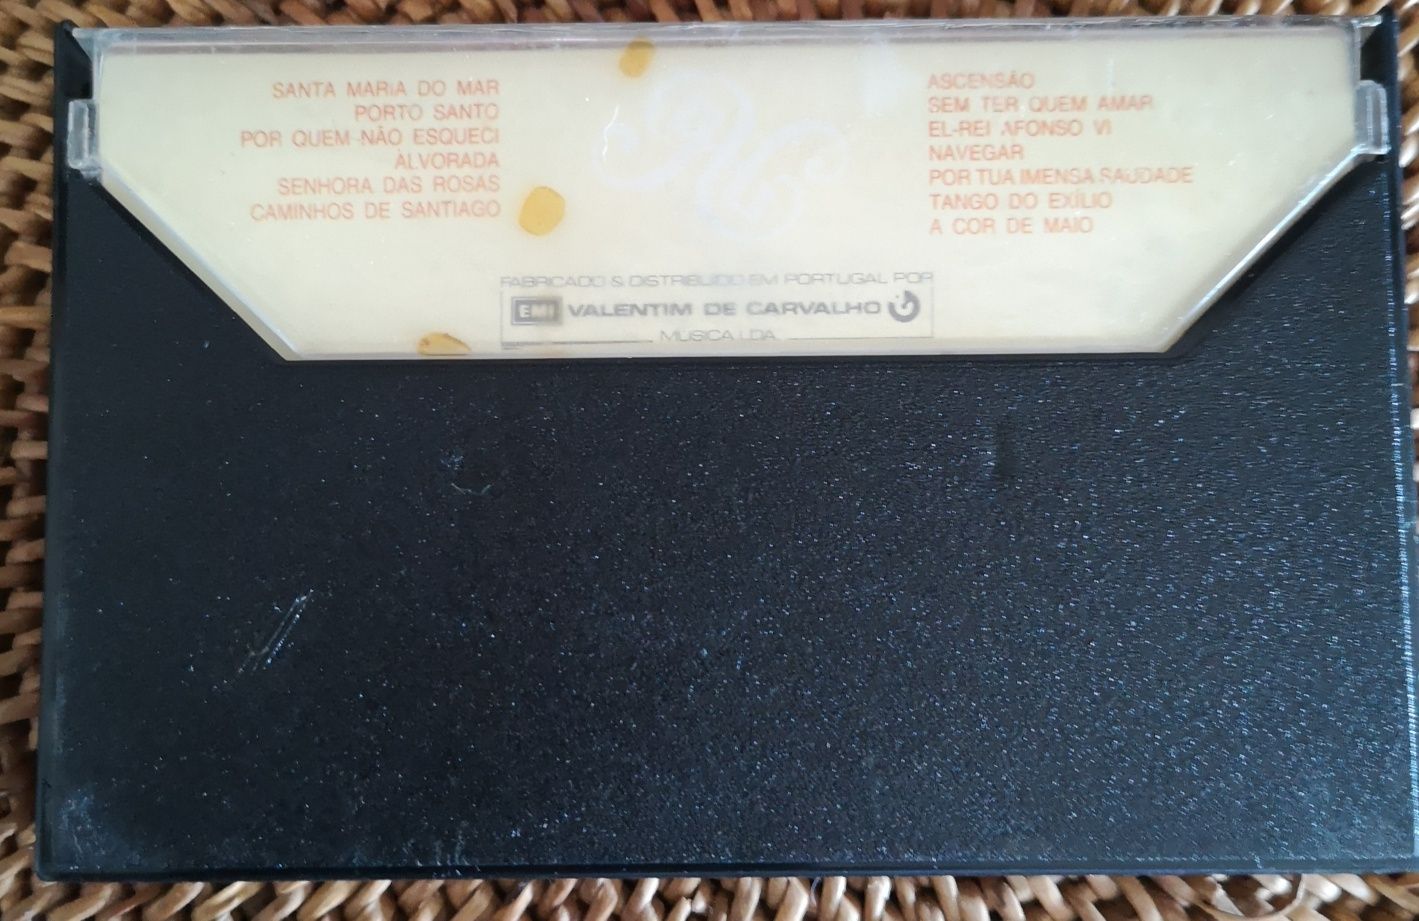 SANTA MARIA DO MAR
PORTO SANTO
POR QUEM NÃO ESQUECI
ALVORADA
SENHORA DAS ROSAS
CAMINHOS DE SANTIAGO
ASCENSÃO
SEM TER QUEM AMAR
EL-REI AFONSO VI
NAVEGAR
POR TUA IMENSA SAUDADE
TANGO DO EXÍLIO
A COR DE MAIO
FABRICADO & DISTRIBUIDO EM PORTUGAL POR
EMI VALENTIM DE CARVALHO
MÚSICA LDA